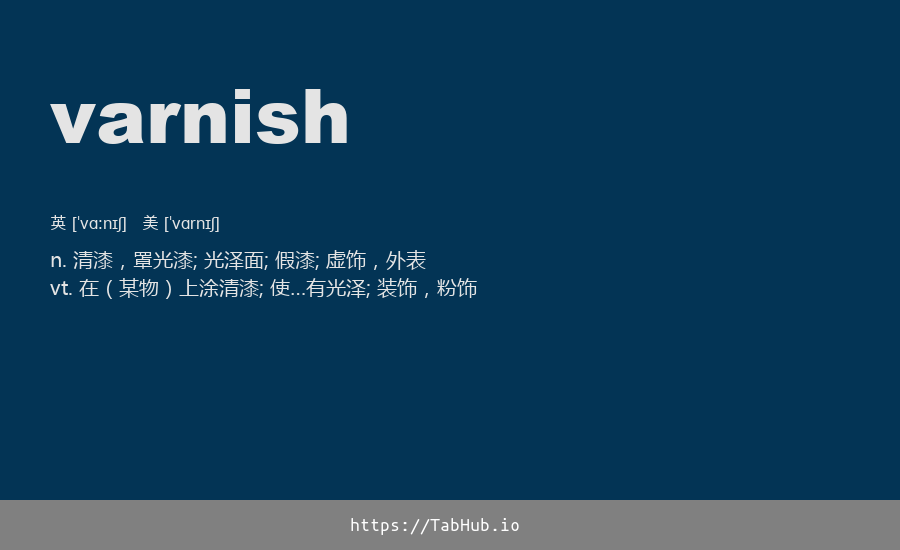 varnish
英 [ˈvɑːnɪʃ] 美 [ˈvɑrnɪʃ]
n. 清漆，罩光漆; 光泽面; 假漆; 虚饰，外表
vt. 在（某物）上涂清漆; 使…有光泽; 装饰，粉饰
https://TabHub.io